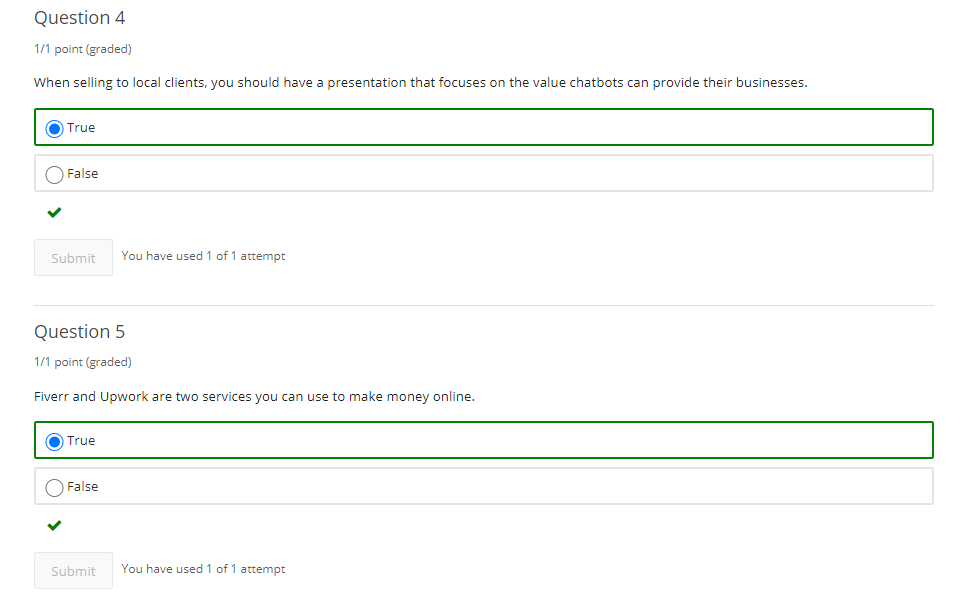 Question 4
1/1 point (graded)
When selling to local clients, you should have a presentation that focuses on the value chatbots can provide their businesses.
True
False
Submit You have used 1 of 1 attempt
Question 5
1/1 point (graded)
Fiverr and Upwork are two services you can use to make money online.
True
False
Submit You have used 1 of 1 attempt